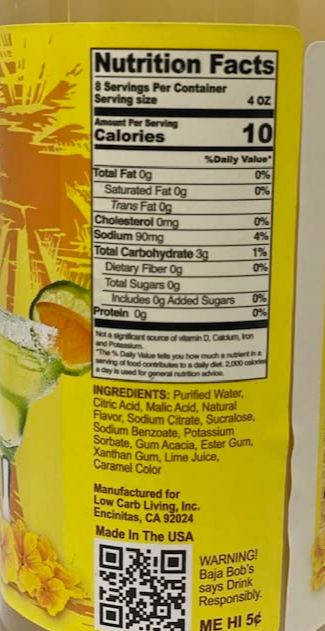 Nutrition Facts
8 Servings Per Container
Serving size 4 OZ
Amount Per Serving
Calories 10
%Daily Value*
Total Fat 0g 0%
Saturated Fat 0g 0%
Trans Fat 0g
Cholesterol 0mg 0%
Sodium 90mg 4%
Total Carbohydrate 3g 1%
Dietary Fiber 0g 0%
Total Sugars 0g
Includes 0g Added Sugars 0%
Protein 0g 0%
Not a significant source of vitamin D, Calcium, Iron
and Potassium.
*The % Daily Value tells you how much a nutrient in a
serving of food contributes to a daily diet. 2,000 calories
a day is used for general nutrition advice.
INGREDIENTS: Purified Water,
Citric Acid, Malic Acid, Natural
Flavor, Sodium Citrate, Sucralose,
Sodium Benzoate, Potassium
Sorbate, Gum Acacia, Ester Gum,
Xanthan Gum, Lime Juice,
Caramel Color
Manufactured for
Low Carb Living, Inc.
Encinitas, CA 92024
Made In The USA
WARNING!
Baja Bob's
says Drink
Responsibly.
ME HI 5¢